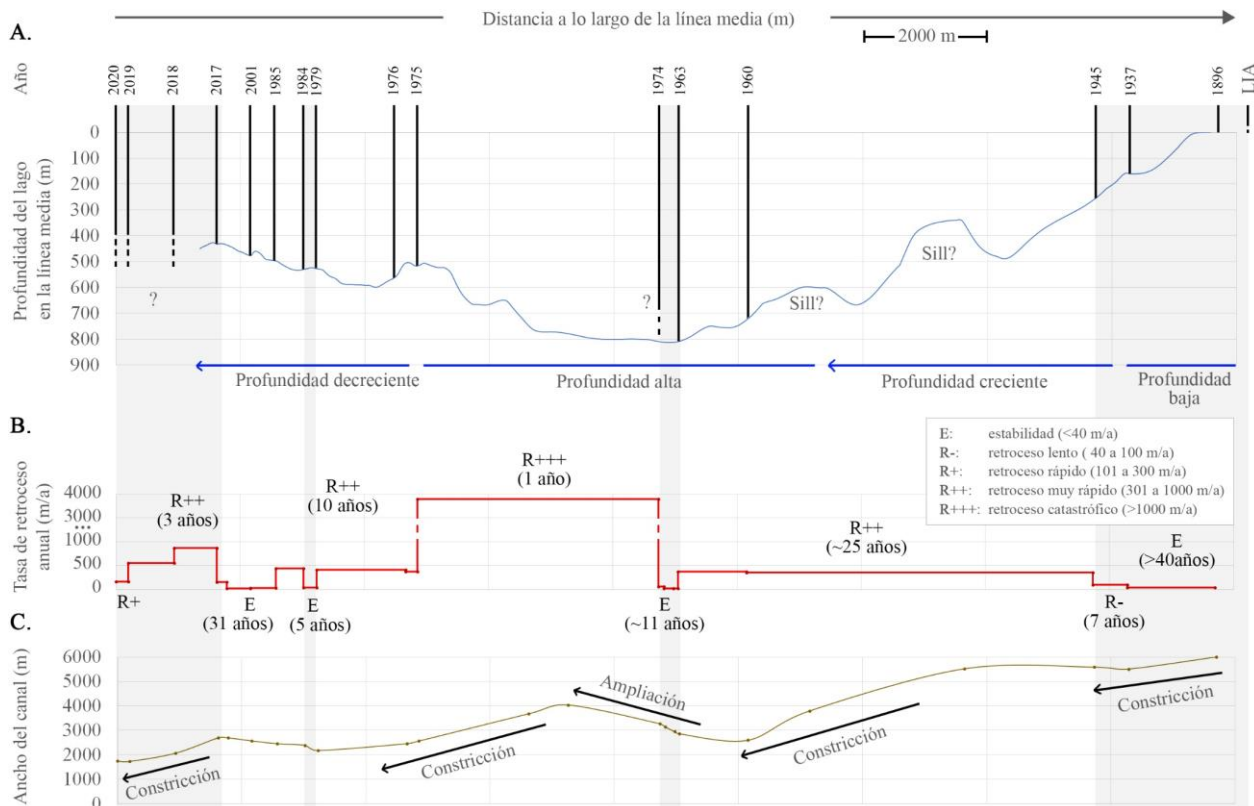 Distancia a lo largo de la línea media (m)
A.
2000 m
Año
2020
2019
2018
2017
2001
1985
1984
1979
1976
1975
1974
1963
1960
1945
1937
1896
LIA
Profundidad del lago
en la línea media (m)
0
100
200
300
400
500
600
700
800
900
?
?
Sill?
Sill?
Profundidad decreciente
Profundidad alta
Profundidad creciente
Profundidad
baja
B.
E: estabilidad (<40 m/a)
R-: retroceso lento ( 40 a 100 m/a)
R+: retroceso rápido (101 a 300 m/a)
R++: retroceso muy rápido (301 a 1000 m/a)
R+++: retroceso catastrófico (>1000 m/a)
Tasa de retroceso
anual (m/a)
4000
3000
...
1000
500
0
R++
(3 años)
R++
(10 años)
R+++
(1 año)
R++
(~25 años)
E
(>40años)
R+
E
(31 años)
E
(5 años)
E
(~11 años)
R-
(7 años)
C.
Ancho del canal (m)
6000
5000
4000
3000
2000
1000
0
Constricción
Constricción
Ampliación
Constricción
Constricción